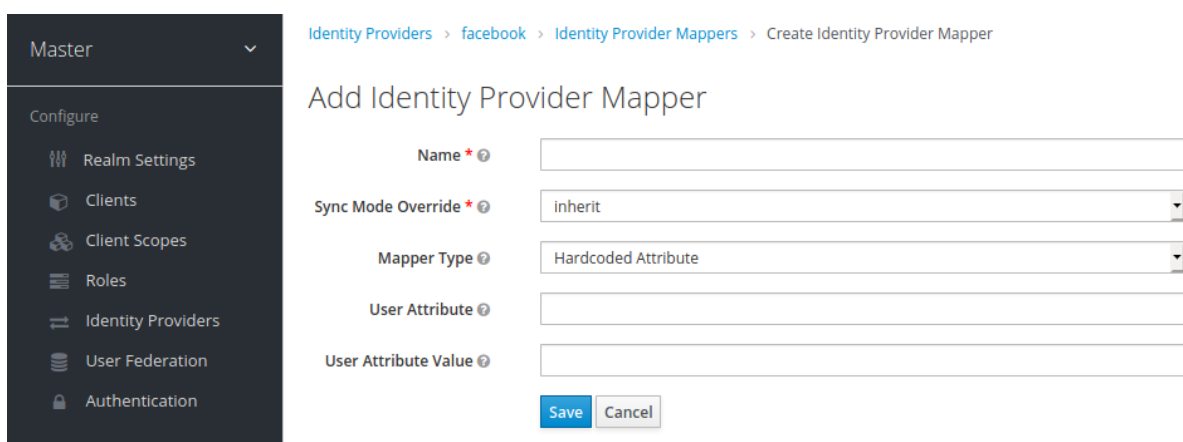 Master
Configure
Realm Settings
Clients
Client Scopes
Roles
Identity Providers
User Federation
Authentication
Identity Providers > facebook > Identity Provider Mappers > Create Identity Provider Mapper
Add Identity Provider Mapper
Name *
Sync Mode Override * inherit
Mapper Type Hardcoded Attribute
User Attribute
User Attribute Value
Save Cancel